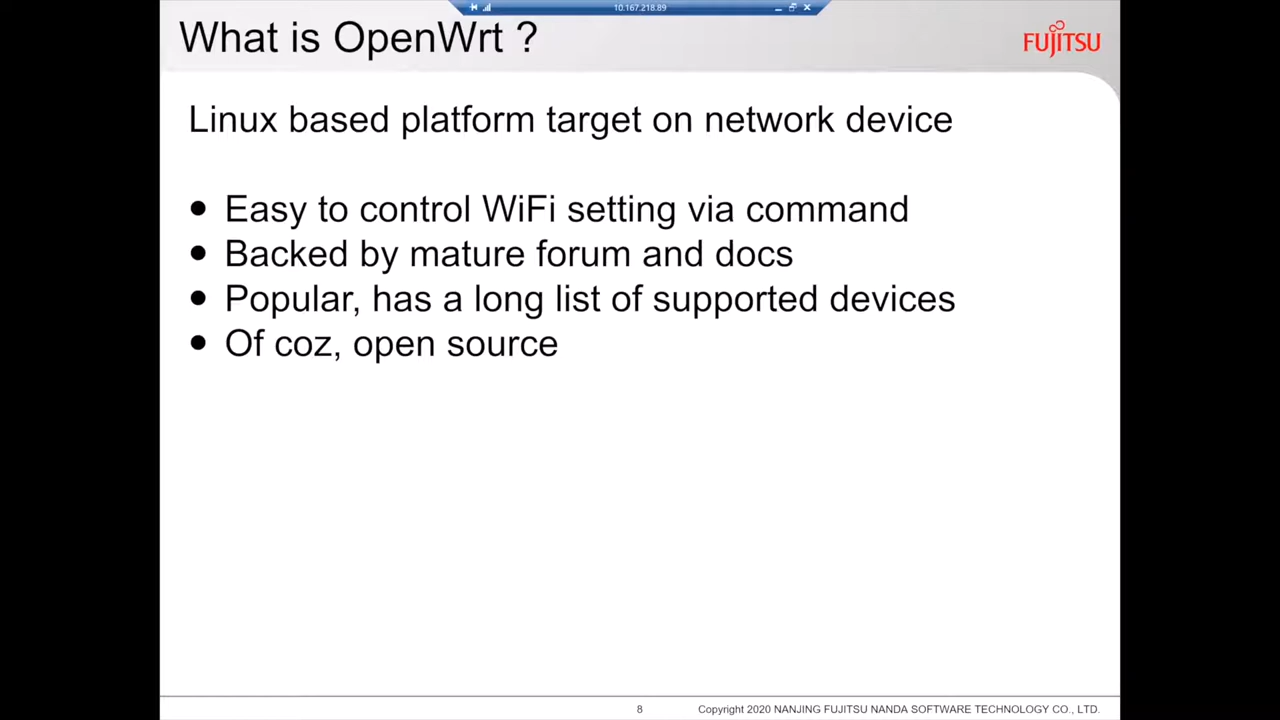 10.167.218.89
What is OpenWrt ?
FUJITSU
Linux based platform target on network device
● Easy to control WiFi setting via command
● Backed by mature forum and docs
● Popular, has a long list of supported devices
● Of coz, open source
8
Copyright 2020 NANJING FUJITSU NANDA SOFTWARE TECHNOLOGY CO., LTD.